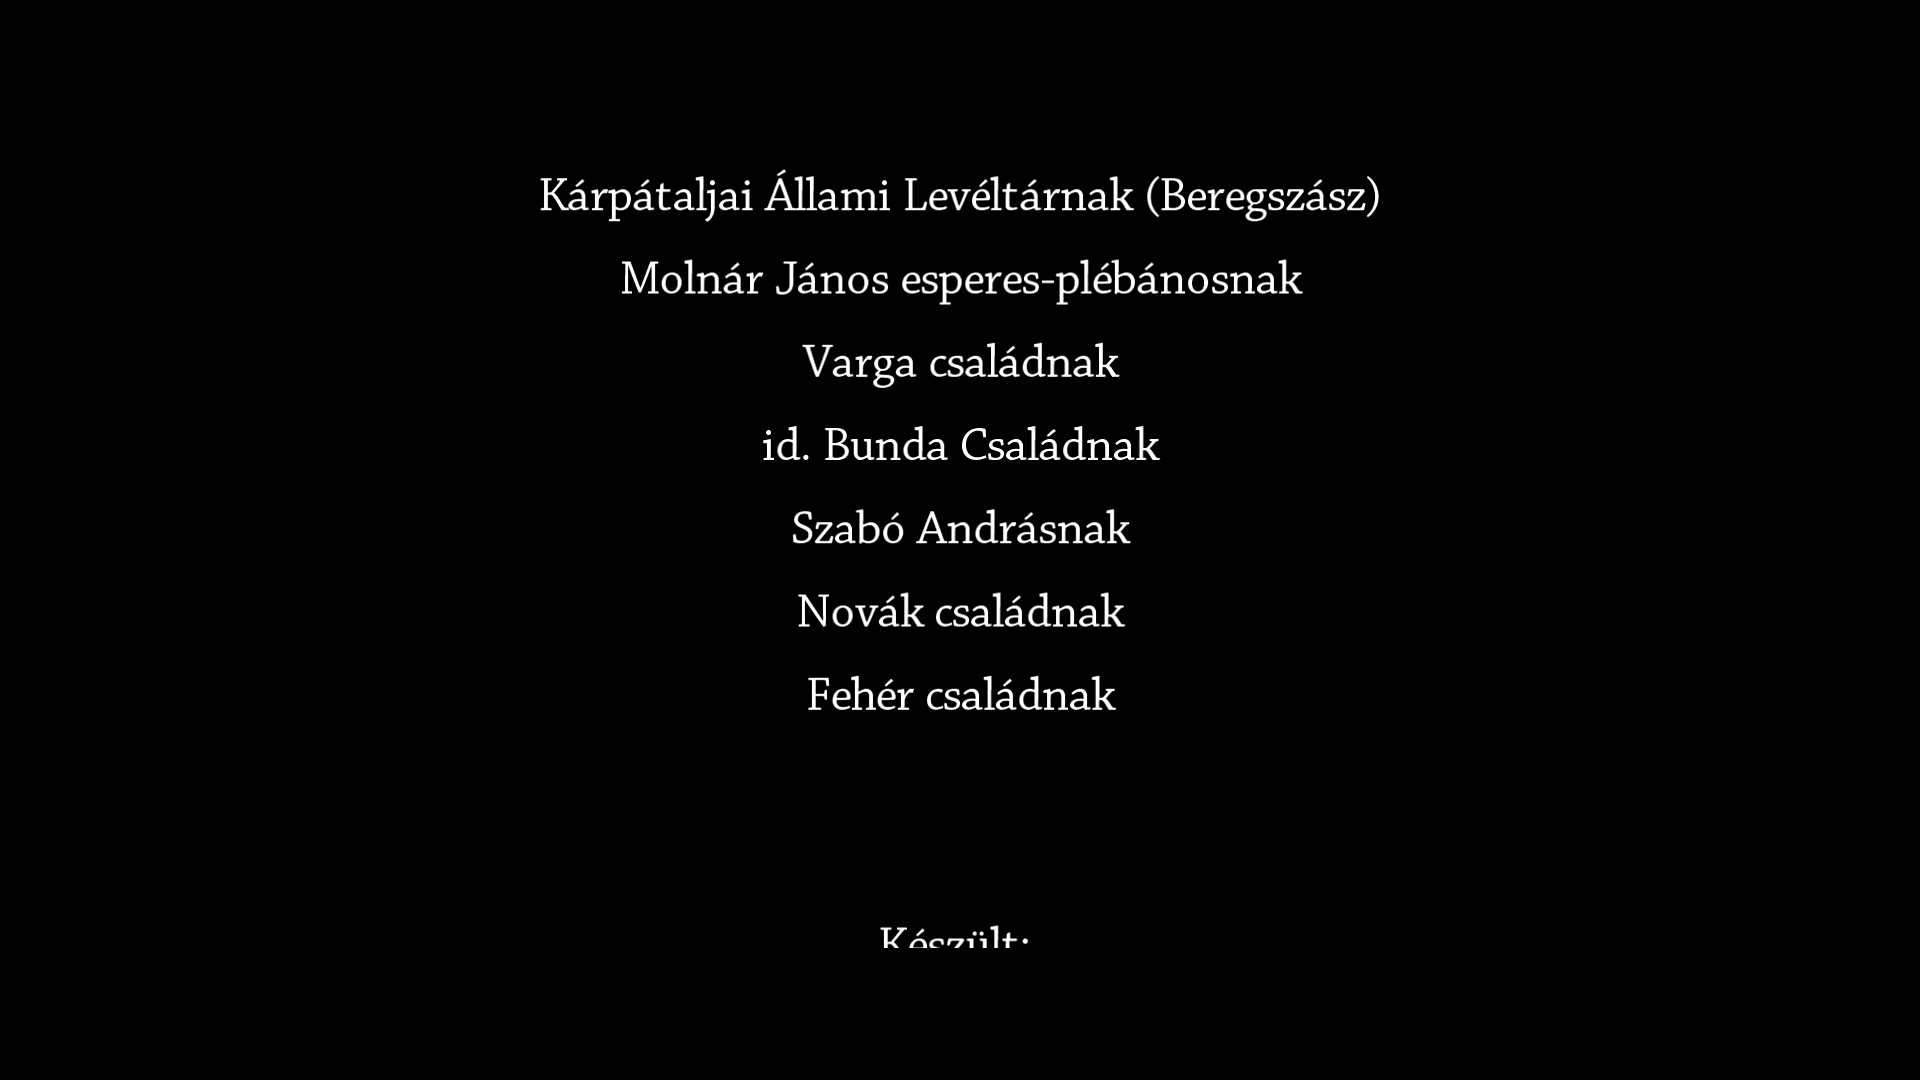 Kárpátaljai Állami Levéltárnak (Beregszász)
Molnár János esperes-plébánosnak
Varga családnak
id. Bunda Családnak
Szabó Andrásnak
Novák családnak
Fehér családnak
Készült: